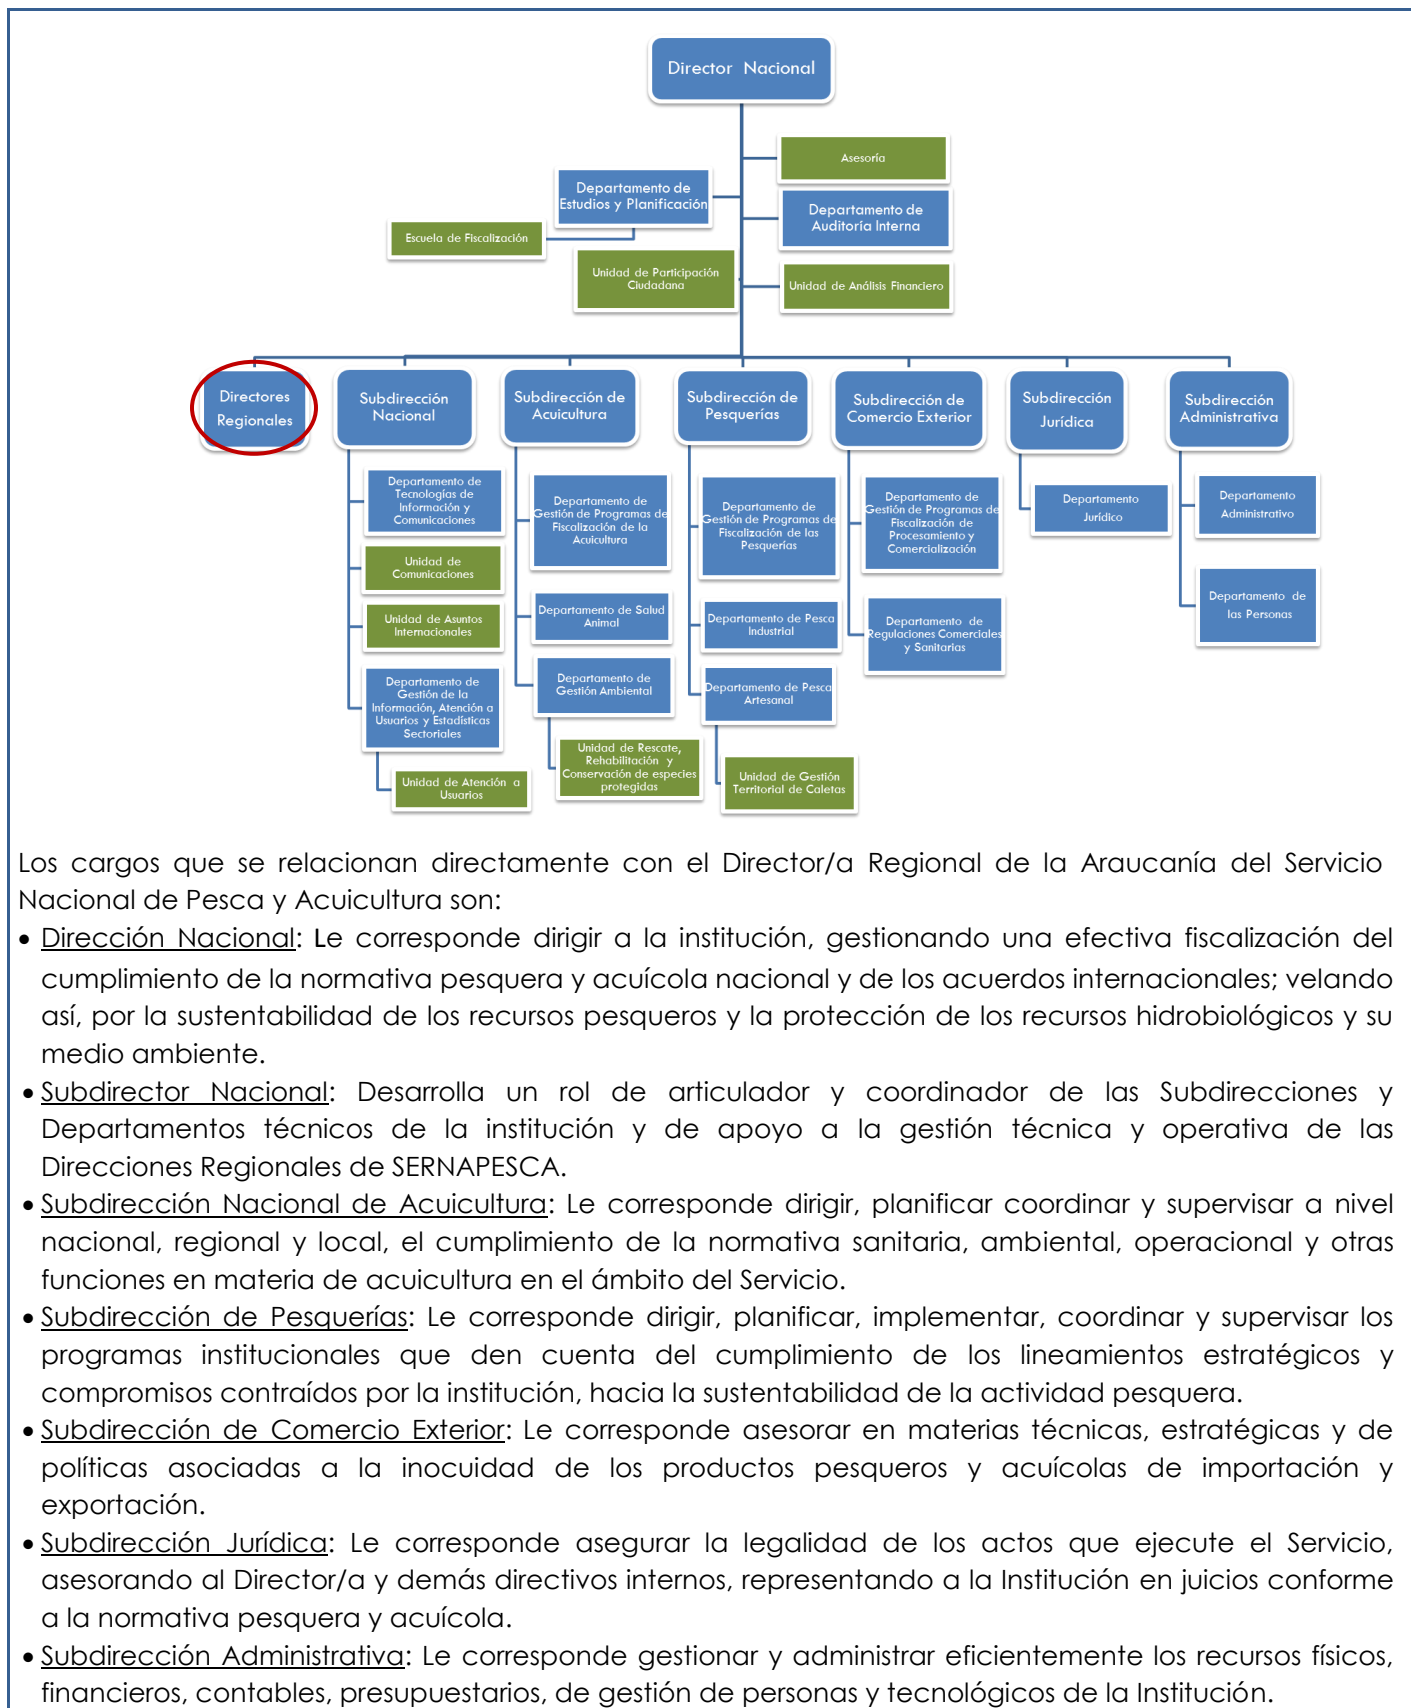 Director Nacional
Asesoría
Departamento de
Estudios y Planificación
Departamento de
Auditoría Interna
Escuela de Fiscalización
Unidad de Participación
Ciudadana
Unidad de Análisis Financiero
Directores
Regionales
Subdirección
Nacional
Subdirección de
Acuicultura
Subdirección de
Pesquerías
Subdirección de
Comercio Exterior
Subdirección
Jurídica
Subdirección
Administrativa
Departamento de
Tecnologías de
Información y
Comunicaciones
Unidad de
Comunicaciones
Unidad de Asuntos
Internacionales
Departamento de
Gestión de la
Información, Atención a
Usuarios y Estadísticas
Sectoriales
Unidad de Atención a
Usuarios
Departamento de
Gestión de Programas de
Fiscalización de la
Acuicultura
Departamento de Salud
Animal
Departamento de
Gestión Ambiental
Unidad de Rescate,
Rehabilitación y
Conservación de especies
protegidas
Departamento de
Gestión de Programas de
Fiscalización de las
Pesquerías
Departamento de Pesca
Industrial
Departamento de Pesca
Artesanal
Unidad de Gestión
Territorial de Caletas
Departamento de
Gestión de Programas de
Fiscalización de
Procesamiento y
Comercialización
Departamento de
Regulaciones Comerciales
y Sanitarias
Departamento
Jurídico
Departamento
Administrativo
Departamento de
las Personas
Los cargos que se relacionan directamente con el Director/a Regional de la Araucanía del Servicio
Nacional de Pesca y Acuicultura son:
• Dirección Nacional: Le corresponde dirigir a la institución, gestionando una efectiva fiscalización del
cumplimiento de la normativa pesquera y acuícola nacional y de los acuerdos internacionales; velando
así, por la sustentabilidad de los recursos pesqueros y la protección de los recursos hidrobiológicos y su
medio ambiente.
• Subdirector Nacional: Desarrolla un rol de articulador y coordinador de las Subdirecciones y
Departamentos técnicos de la institución y de apoyo a la gestión técnica y operativa de las
Direcciones Regionales de SERNAPESCA.
• Subdirección Nacional de Acuicultura: Le corresponde dirigir, planificar coordinar y supervisar a nivel
nacional, regional y local, el cumplimiento de la normativa sanitaria, ambiental, operacional y otras
funciones en materia de acuicultura en el ámbito del Servicio.
• Subdirección de Pesquerías: Le corresponde dirigir, planificar, implementar, coordinar y supervisar los
programas institucionales que den cuenta del cumplimiento de los lineamientos estratégicos y
compromisos contraídos por la institución, hacia la sustentabilidad de la actividad pesquera.
• Subdirección de Comercio Exterior: Le corresponde asesorar en materias técnicas, estratégicas y de
políticas asociadas a la inocuidad de los productos pesqueros y acuícolas de importación y
exportación.
• Subdirección Jurídica: Le corresponde asegurar la legalidad de los actos que ejecute el Servicio,
asesorando al Director/a y demás directivos internos, representando a la Institución en juicios conforme
a la normativa pesquera y acuícola.
• Subdirección Administrativa: Le corresponde gestionar y administrar eficientemente los recursos físicos,
financieros, contables, presupuestarios, de gestión de personas y tecnológicos de la Institución.